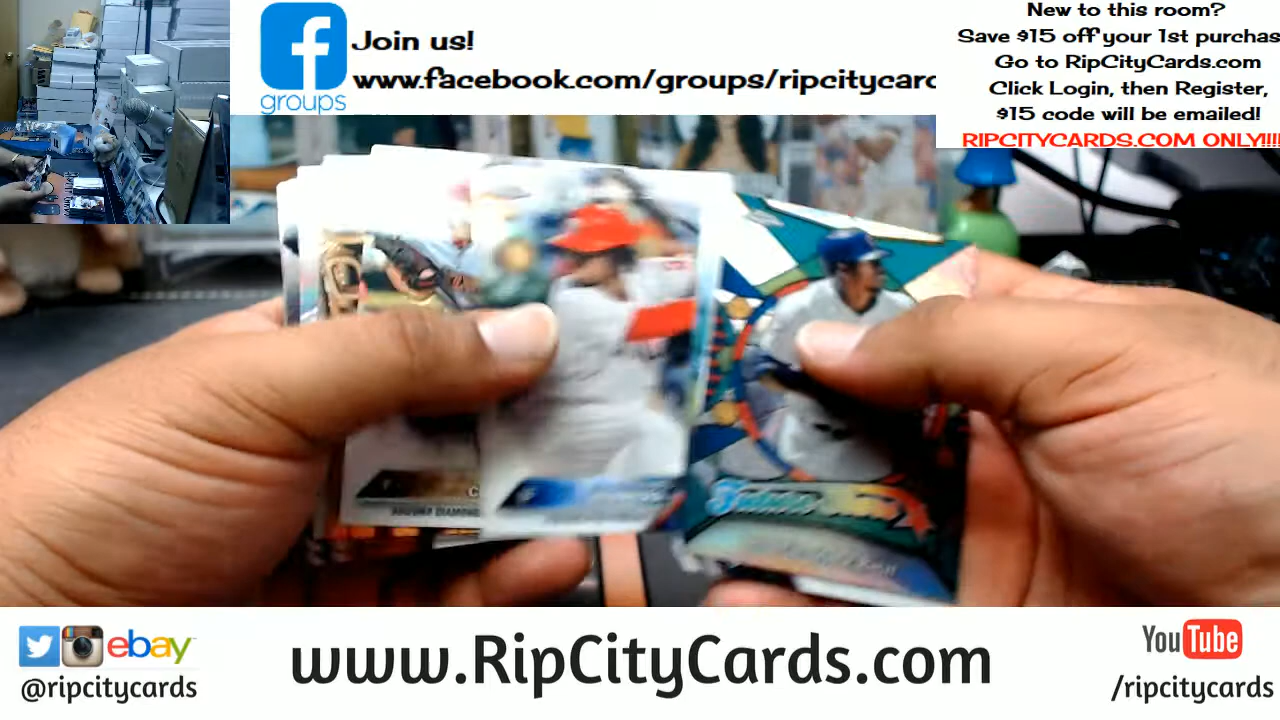 Join us!
www.facebook.com/groups/ripcitycarc
groups
New to this room?
Save $15 off your 1st purchas
Go to RipCityCards.com
Click Login, then Register,
$15 code will be emailed!
RIPCITYCARDS.COM ONLY!!!!
ebay
@ripcitycards
www.RipCityCards.com
YouTube
/ripcitycards